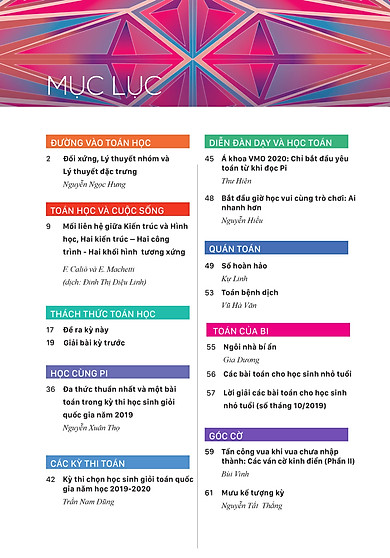 MỤC LỤC
ĐƯỜNG VÀO TOÁN HỌC
2 Đối xứng, Lý thuyết nhóm và
Lý thuyết đặc trưng
Nguyễn Ngọc Hưng
TOÁN HỌC VÀ CUỘC SỐNG
9 Mối liên hệ giữa Kiến trúc và Hình
học, Hai kiến trúc – Hai công
trình - Hai khối hình tương xứng
F. Caliò và E. Machetti
(dịch: Đinh Thị Diệu Linh)
THÁCH THỨC TOÁN HỌC
17 Đề ra kỳ này
19 Giải bài kỳ trước
HỌC CÙNG PI
36 Đa thức thuần nhất và một bài
toán trong kỳ thi học sinh giỏi
quốc gia năm 2019
Nguyễn Xuân Thọ
CÁC KỲ THI TOÁN
42 Kỳ thi chọn học sinh giỏi toán quốc
gia năm học 2019-2020
Trần Nam Dũng
DIỄN ĐÀN DẠY VÀ HỌC TOÁN
45 Á khoa VMO 2020: Chỉ bắt đầu yêu
toán từ khi đọc Pi
Thư Hiên
48 Bắt đầu giờ học vui cùng trò chơi: Ai
nhanh hơn
Nguyễn Hiếu
QUÁN TOÁN
49 Số hoàn hảo
Kự Linh
53 Toán bệnh dịch
Vũ Hà Văn
TOÁN CỦA BI
55 Ngôi nhà bí ẩn
Gia Dương
56 Các bài toán cho học sinh nhỏ tuổi
57 Lời giải các bài toán cho học sinh
nhỏ tuổi (số tháng 10/2019)
GÓC CỜ
59 Tấn công vua khi vua chưa nhập
thành: Các ván cờ kinh điển (Phần II)
Bùi Vinh
61 Mưu kế tượng kỳ
Nguyễn Tất Thắng